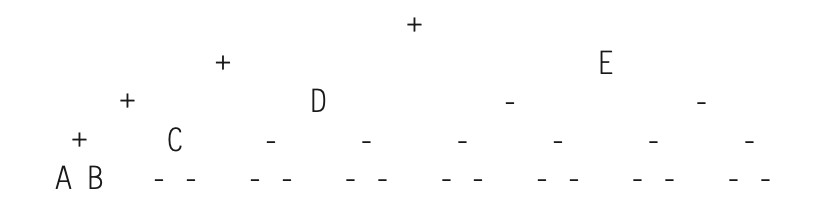 +
+ E
+ D - -
+ C - - - - - -
A B - - - - - - - - - - - - - -